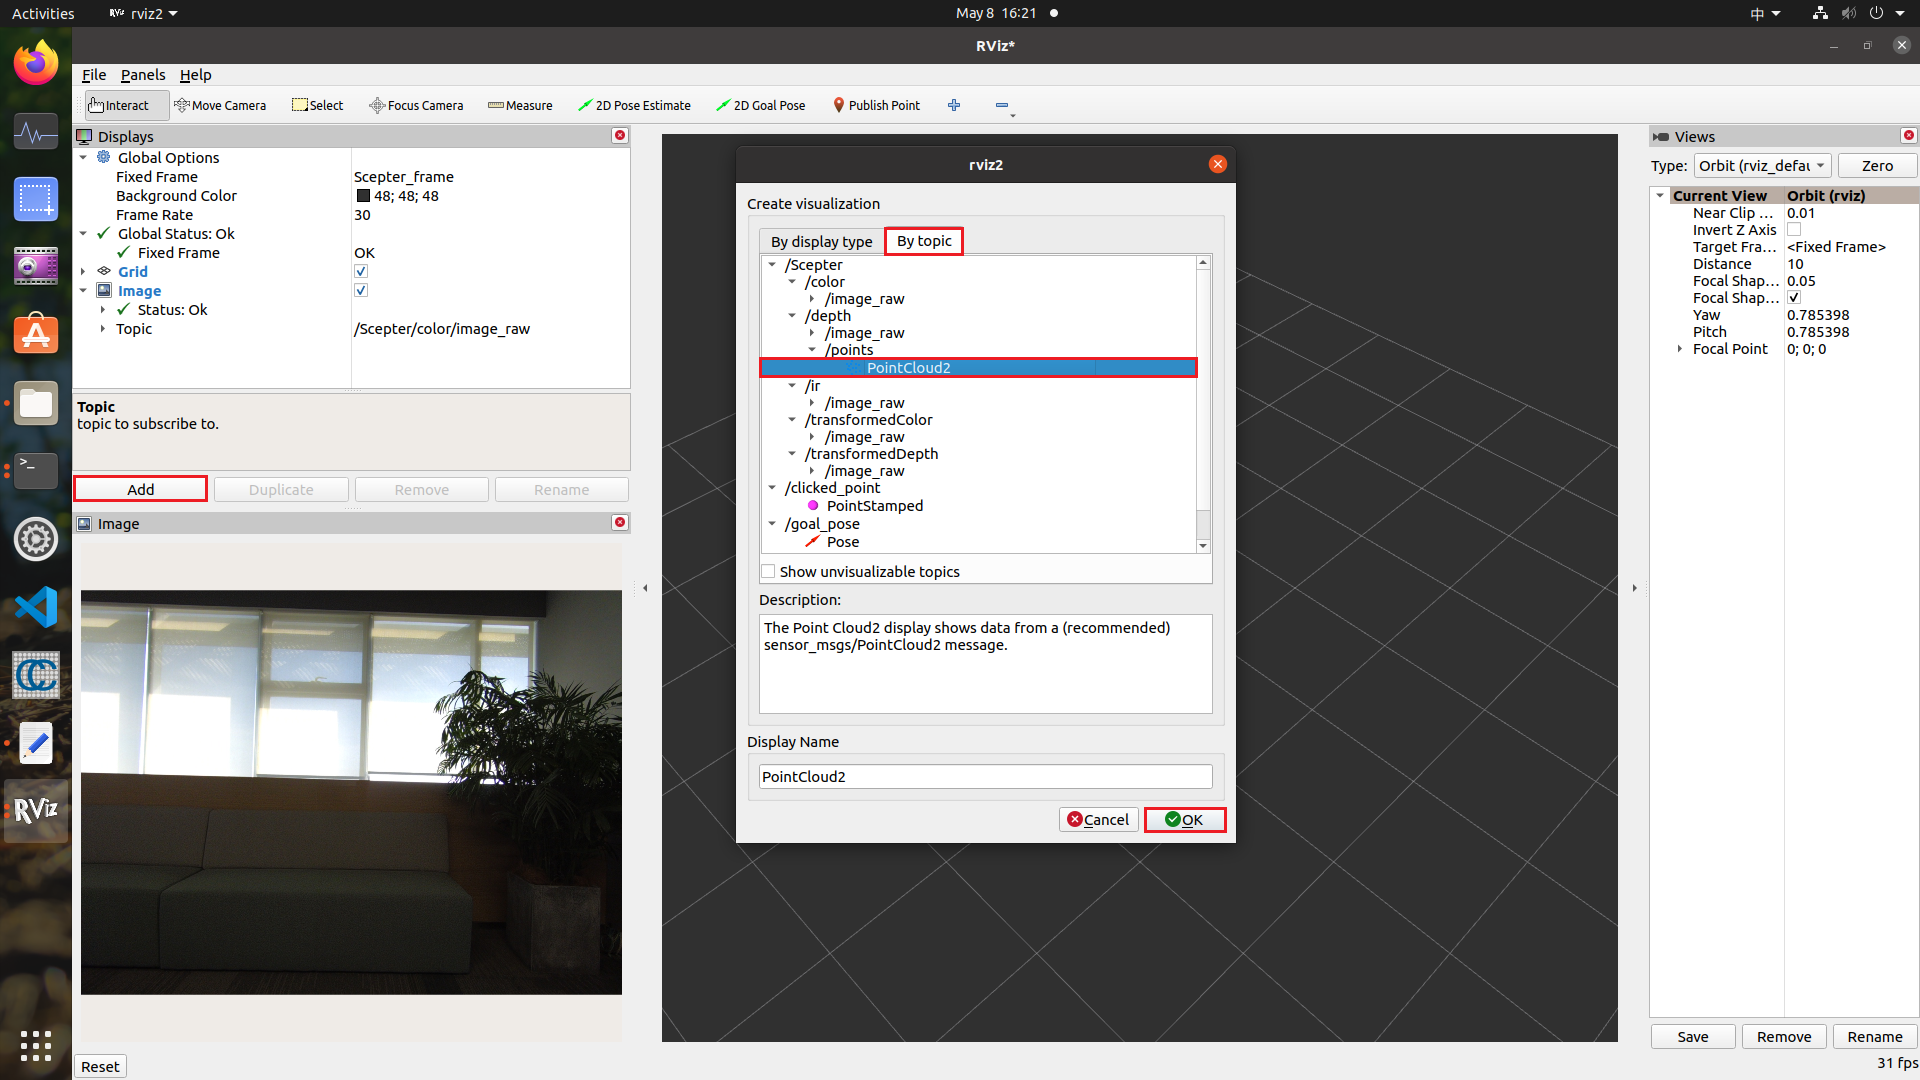 Activities
RViz rviz2
May 8 16:21
中
RViz*
File Panels Help
Interact Move Camera Select Focus Camera Measure 2D Pose Estimate 2D Goal Pose Publish Point
Displays
Global Options
Fixed Frame Scepter_frame
Background Color 48; 48; 48
Frame Rate 30
Global Status: Ok
Fixed Frame OK
Grid
Image
Status: Ok
Topic /Scepter/color/image_raw
Topic
topic to subscribe to.
Add Duplicate Remove Rename
Image
Reset
rviz2
Create visualization
By display type By topic
/Scepter
/color
/image_raw
/depth
/image_raw
/points
PointCloud2
/ir
/image_raw
/transformedColor
/image_raw
/transformedDepth
/image_raw
/clicked_point
PointStamped
/goal_pose
Pose
Show unvisualizable topics
Description:
The Point Cloud2 display shows data from a (recommended)
sensor_msgs/PointCloud2 message.
Display Name
PointCloud2
Cancel OK
Views
Type: Orbit (rviz_defau Zero
Current View Orbit (rviz)
Near Clip ... 0.01
Invert Z Axis
Target Fra... <Fixed Frame>
Distance 10
Focal Shap... 0.05
Focal Shap...
Yaw 0.785398
Pitch 0.785398
Focal Point 0; 0; 0
Save Remove Rename
31 fps
>_
CC
RViz